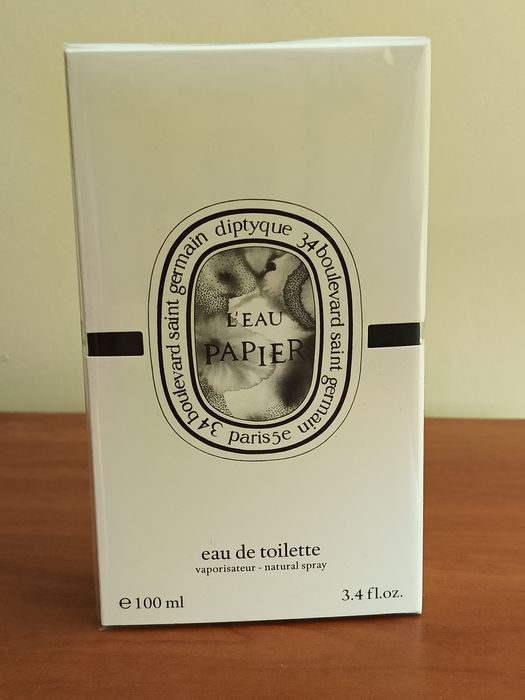 diptyque 34 boulevard saint germain paris 5e 34 boulevard saint germain
L'EAU
PAPIER
eau de toilette
vaporisateur - natural spray
℮ 100 ml
3.4 fl.oz.